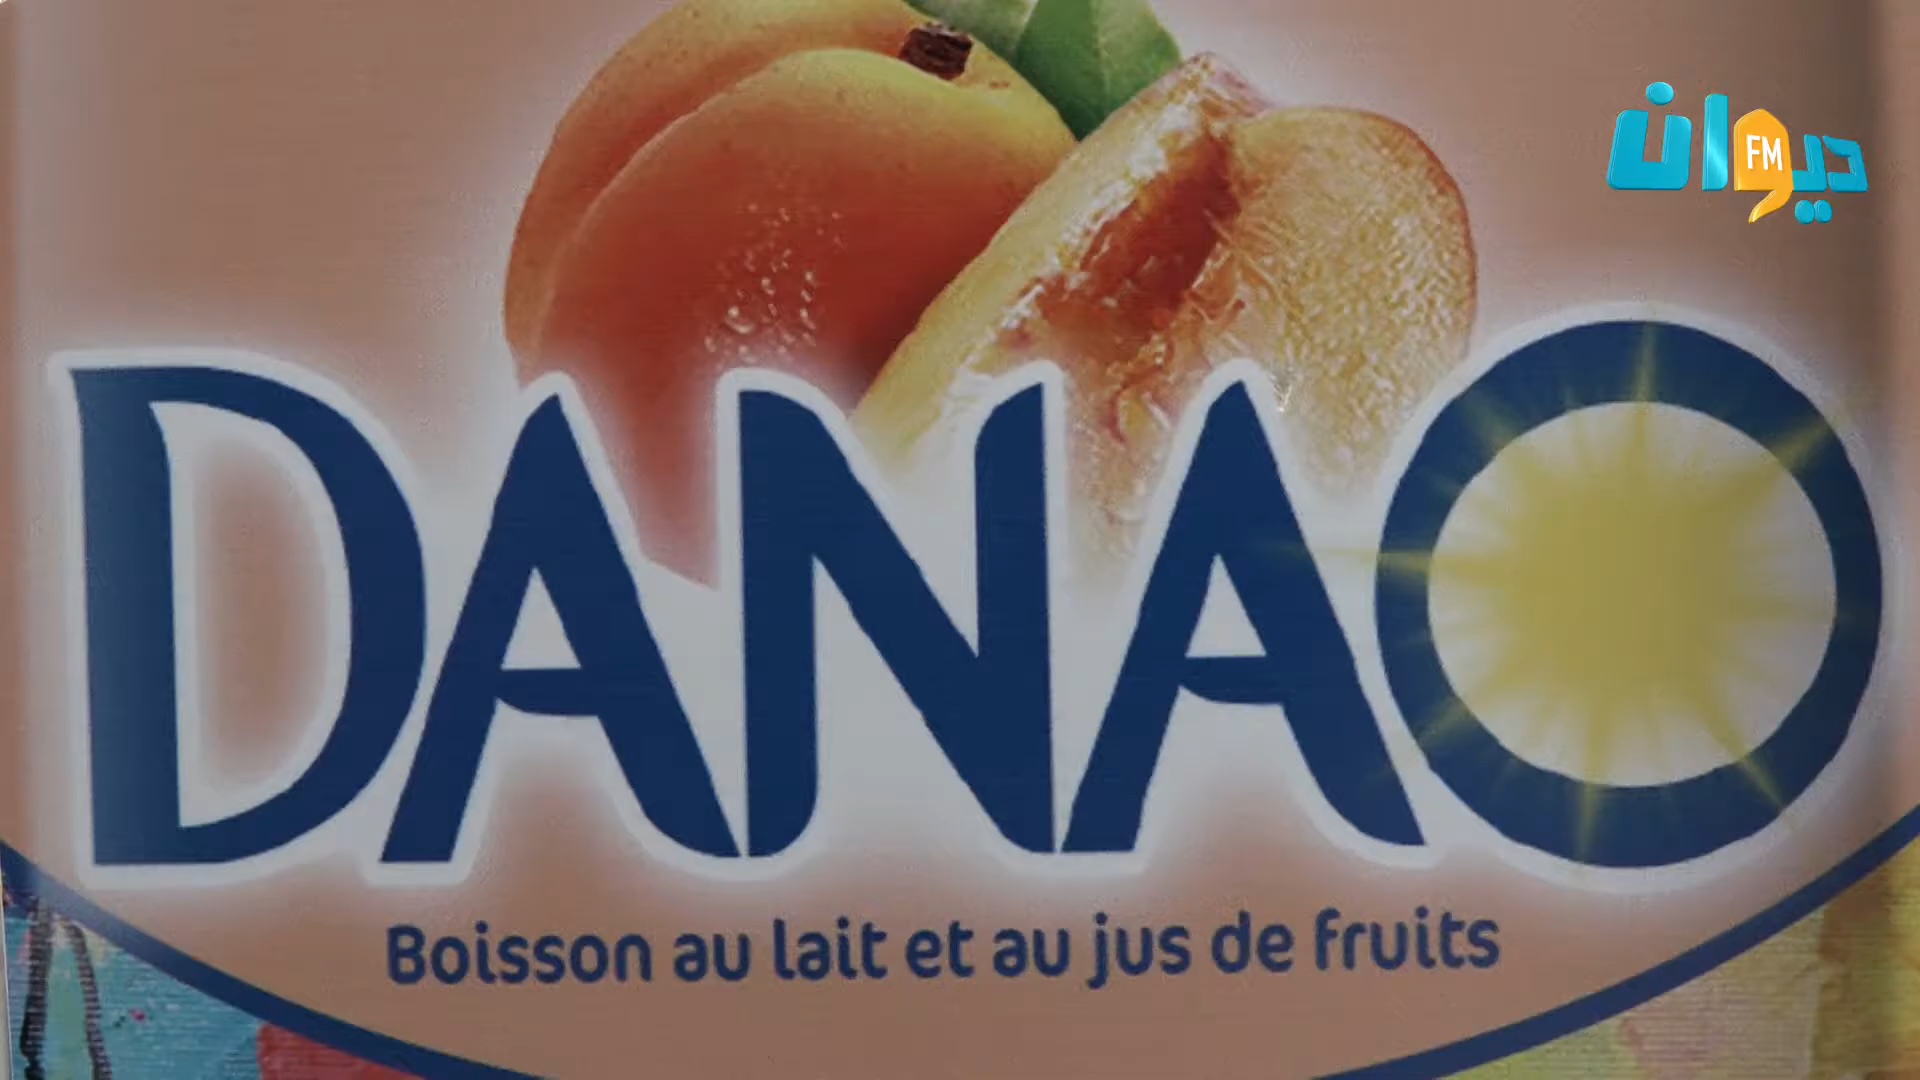 ديوان
FM
DANAO
Boisson au lait et au jus de fruits